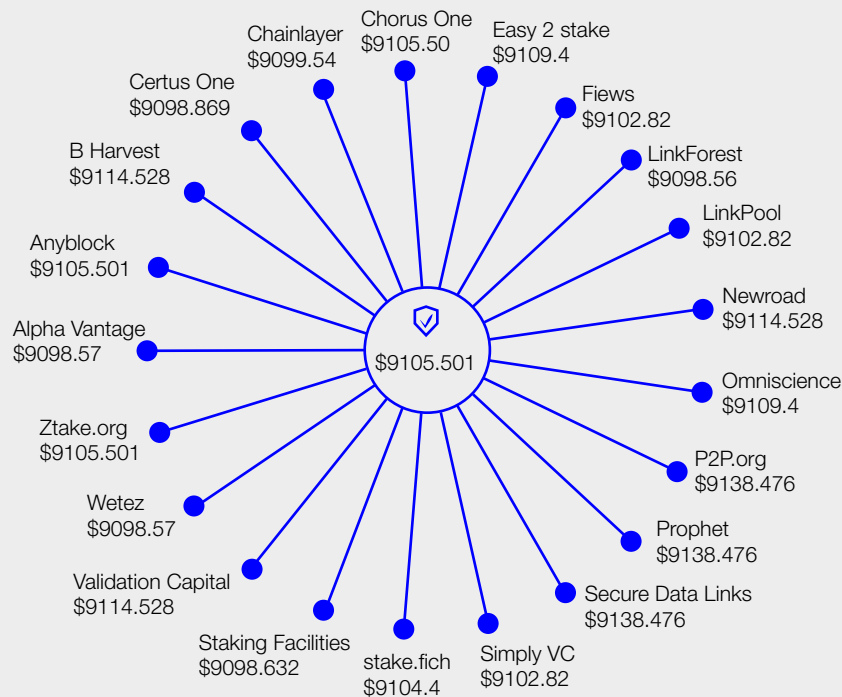 Chorus One
$9105.50
Easy 2 stake
$9109.4
Fiews
$9102.82
LinkForest
$9098.56
LinkPool
$9102.82
Newroad
$9114.528
Omniscience
$9109.4
P2P.org
$9138.476
Prophet
$9138.476
Secure Data Links
$9138.476
Simply VC
$9102.82
stake.fich
$9104.4
Staking Facilities
$9098.632
Validation Capital
$9114.528
Wetez
$9098.57
Ztake.org
$9105.501
Alpha Vantage
$9098.57
Anyblock
$9105.501
B Harvest
$9114.528
Certus One
$9098.869
Chainlayer
$9099.54
$9105.501